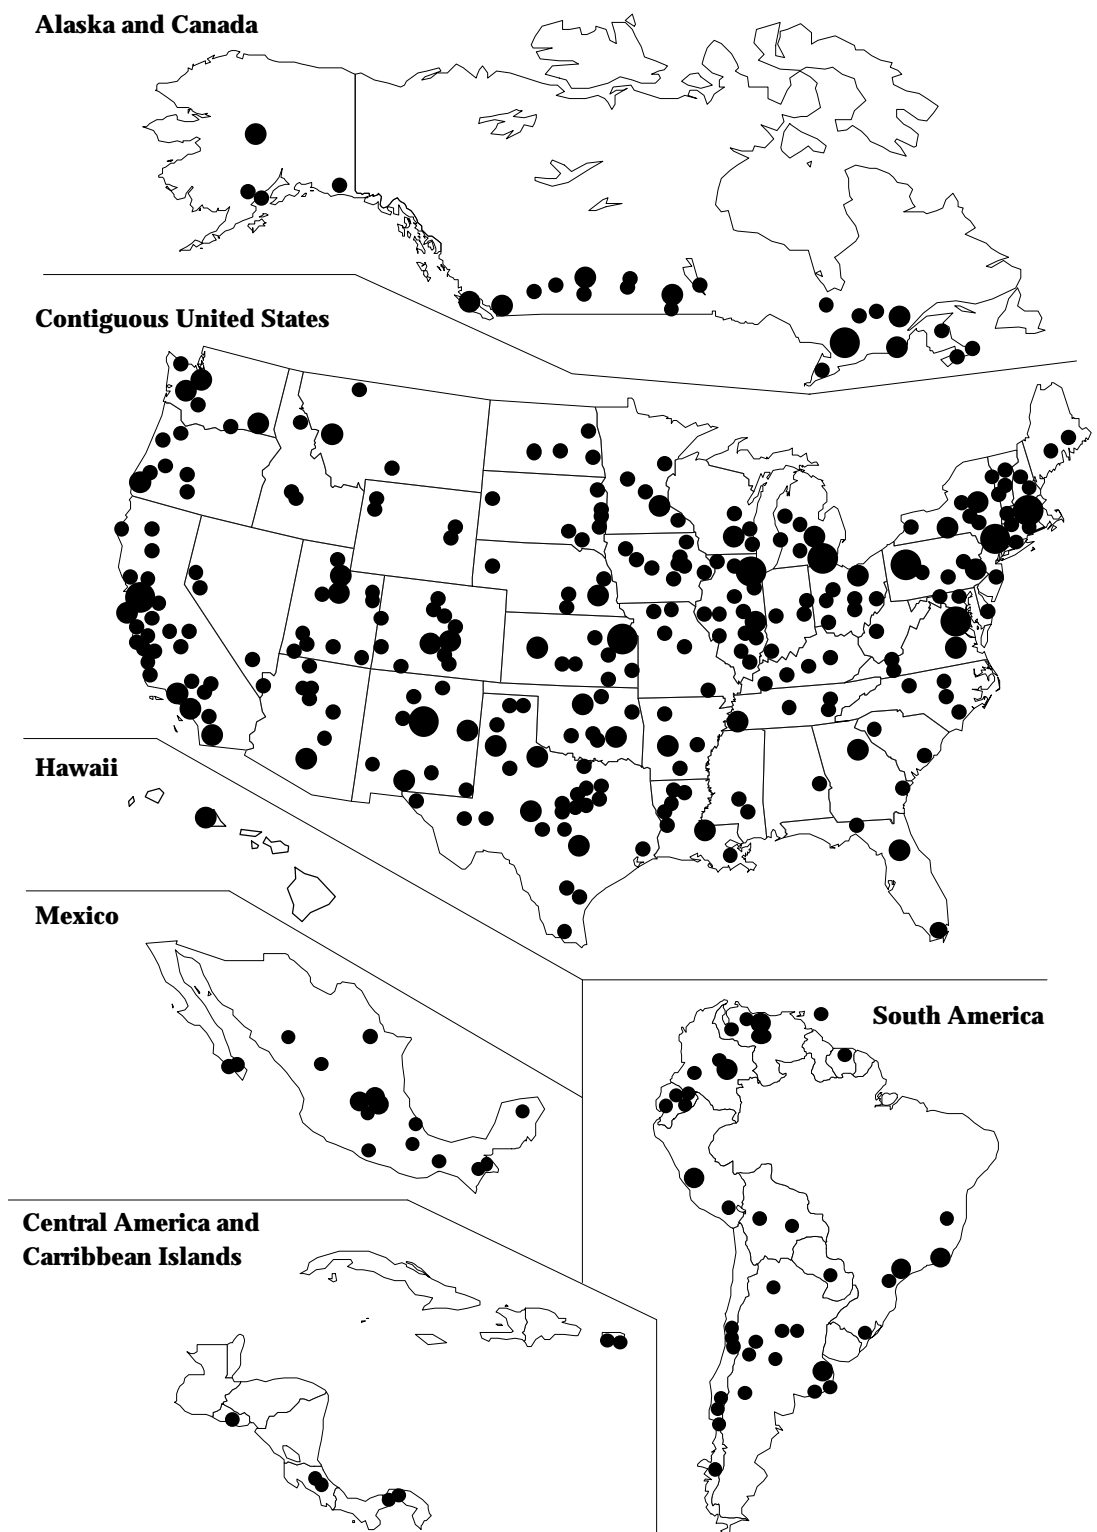 Alaska and Canada
Contiguous United States
Hawaii
Mexico
South America
Central America and
Carribbean Islands